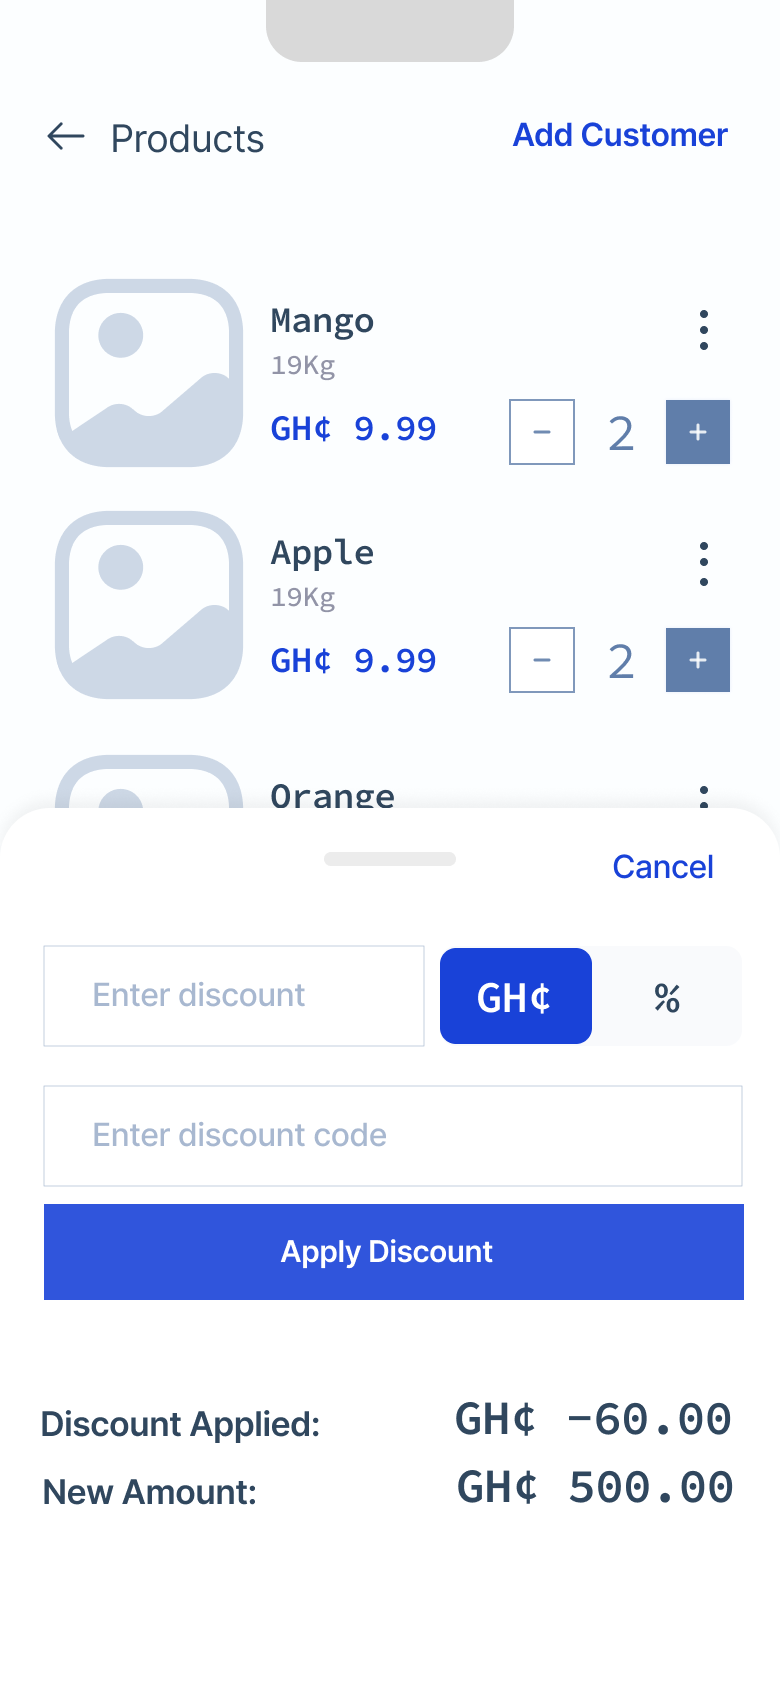 Products
Add Customer
Mango
19Kg
GH¢ 9.99
− 2 +
Apple
19Kg
GH¢ 9.99
− 2 +
Orange
Cancel
Enter discount
GH¢
%
Enter discount code
Apply Discount
Discount Applied: GH¢ −60.00
New Amount: GH¢ 500.00